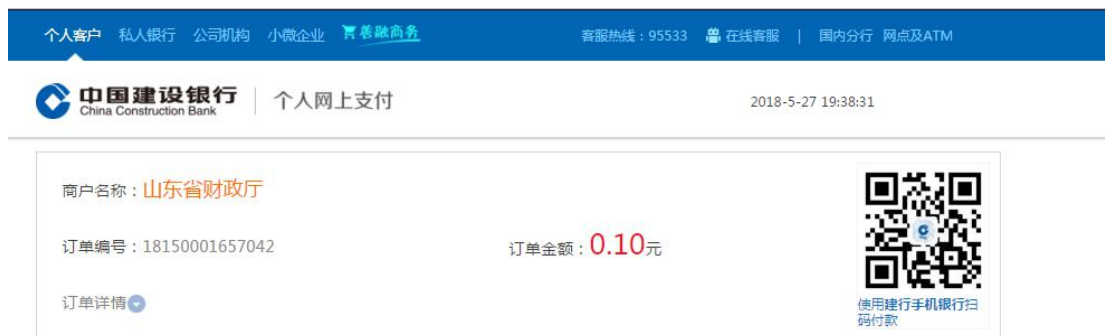 个人客户 私人银行 公司机构 小微企业 善融商务 客服热线：95533 在线客服 | 国内分行 网点及ATM
中国建设银行
China Construction Bank
个人网上支付 2018-5-27 19:38:31
商户名称：山东省财政厅
订单编号：18150001657042 订单金额：0.10元
订单详情
使用建行手机银行扫
码付款